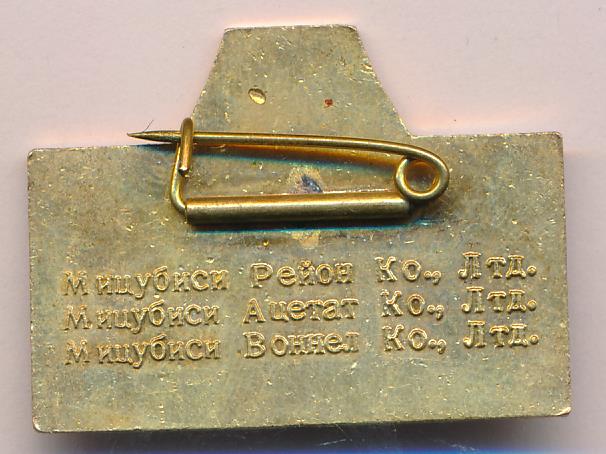 Мицубиси Рейон Ко., Лтд.
Мицубиси Ацетат Ко., Лтд.
Мицубиси Воннел Ко., Лтд.